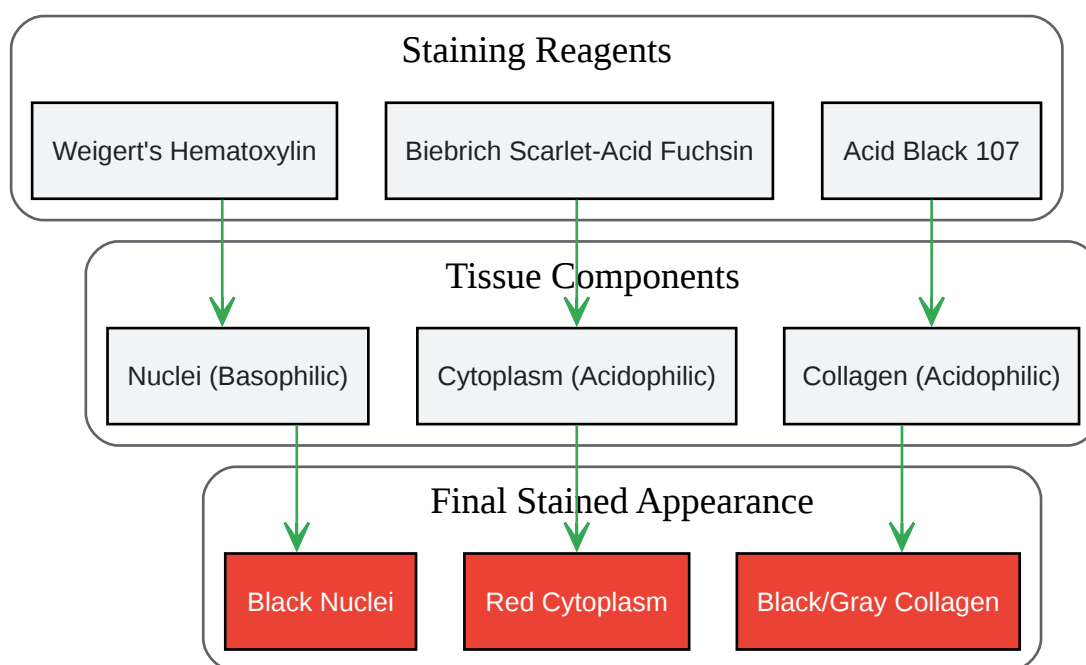 Staining Reagents
Weigert's Hematoxylin
Biebrich Scarlet-Acid Fuchsin
Acid Black 107
Tissue Components
Nuclei (Basophilic)
Cytoplasm (Acidophilic)
Collagen (Acidophilic)
Final Stained Appearance
Black Nuclei
Red Cytoplasm
Black/Gray Collagen